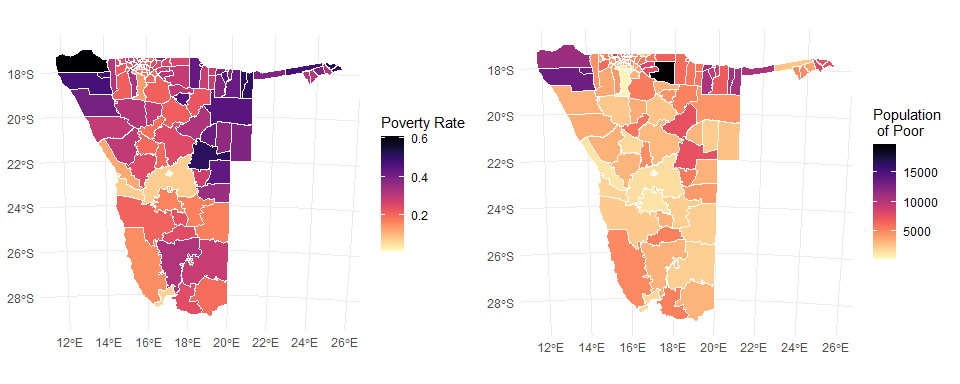 18°S
20°S
22°S
24°S
26°S
28°S
12°E 14°E 16°E 18°E 20°E 22°E 24°E 26°E
Poverty Rate
0.6
0.4
0.2
18°S
20°S
22°S
24°S
26°S
28°S
12°E 14°E 16°E 18°E 20°E 22°E 24°E 26°E
Population
of Poor
15000
10000
5000